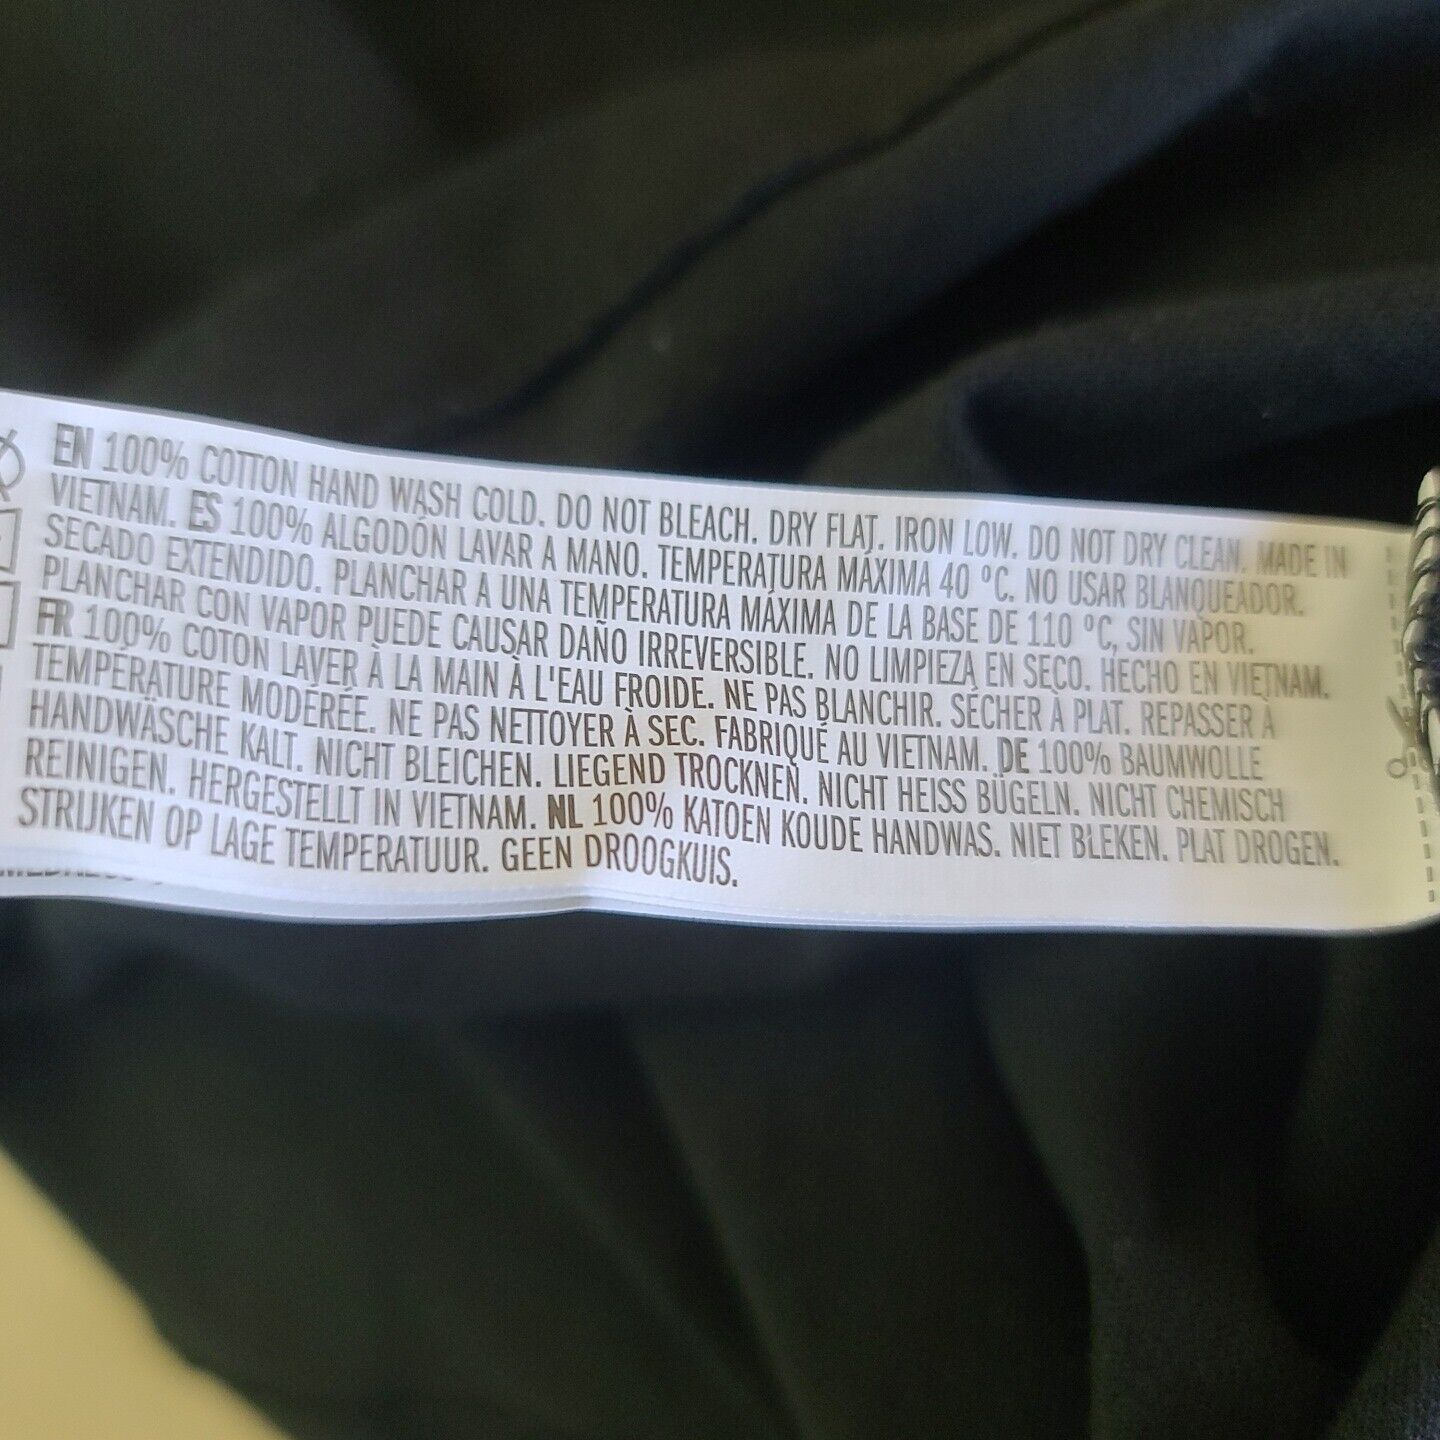 EN 100% COTTON HAND WASH COLD. DO NOT BLEACH. DRY FLAT. IRON LOW. DO NOT DRY CLEAN. MADE IN
VIETNAM. ES 100% ALGODÓN LAVAR A MANO. TEMPERATURA MÁXIMA 40 °C. NO USAR BLANQUEADOR.
SECADO EXTENDIDO. PLANCHAR A UNA TEMPERATURA MÁXIMA DE LA BASE DE 110 °C, SIN VAPOR.
PLANCHAR CON VAPOR PUEDE CAUSAR DAÑO IRREVERSIBLE. NO LIMPIEZA EN SECO. HECHO EN VIETNAM.
FR 100% COTON LAVER À LA MAIN À L'EAU FROIDE. NE PAS BLANCHIR. SÉCHER À PLAT. REPASSER À
TEMPÉRATURE MODÉRÉE. NE PAS NETTOYER À SEC. FABRIQUÉ AU VIETNAM. DE 100% BAUMWOLLE
HANDWÄSCHE KALT. NICHT BLEICHEN. LIEGEND TROCKNEN. NICHT HEISS BÜGELN. NICHT CHEMISCH
REINIGEN. HERGESTELLT IN VIETNAM. NL 100% KATOEN KOUDE HANDWAS. NIET BLEKEN. PLAT DROGEN.
STRIJKEN OP LAGE TEMPERATUUR. GEEN DROOGKUIS.